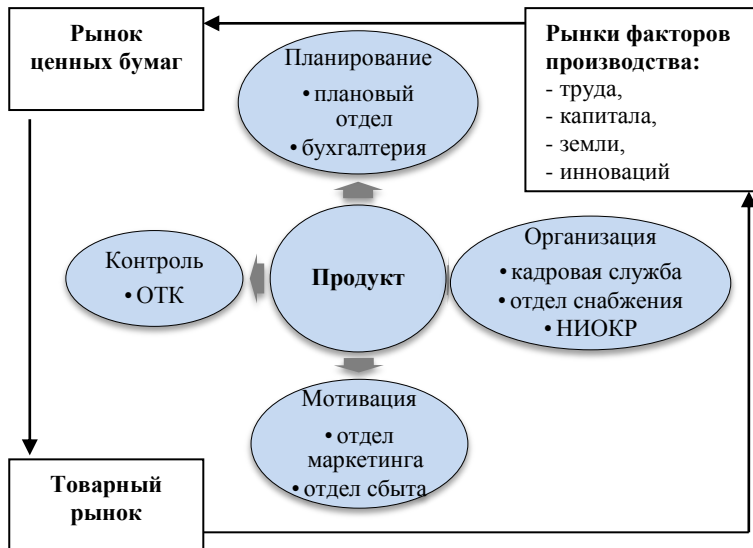 Рынок
ценных бумаг
Планирование
• плановый
отдел
• бухгалтерия
Рынки факторов
производства:
- труда,
- капитала,
- земли,
- инноваций
Контроль
• ОТК
Продукт
Организация
• кадровая служба
• отдел снабжения
• НИОКР
Мотивация
• отдел
маркетинга
• отдел сбыта
Товарный
рынок